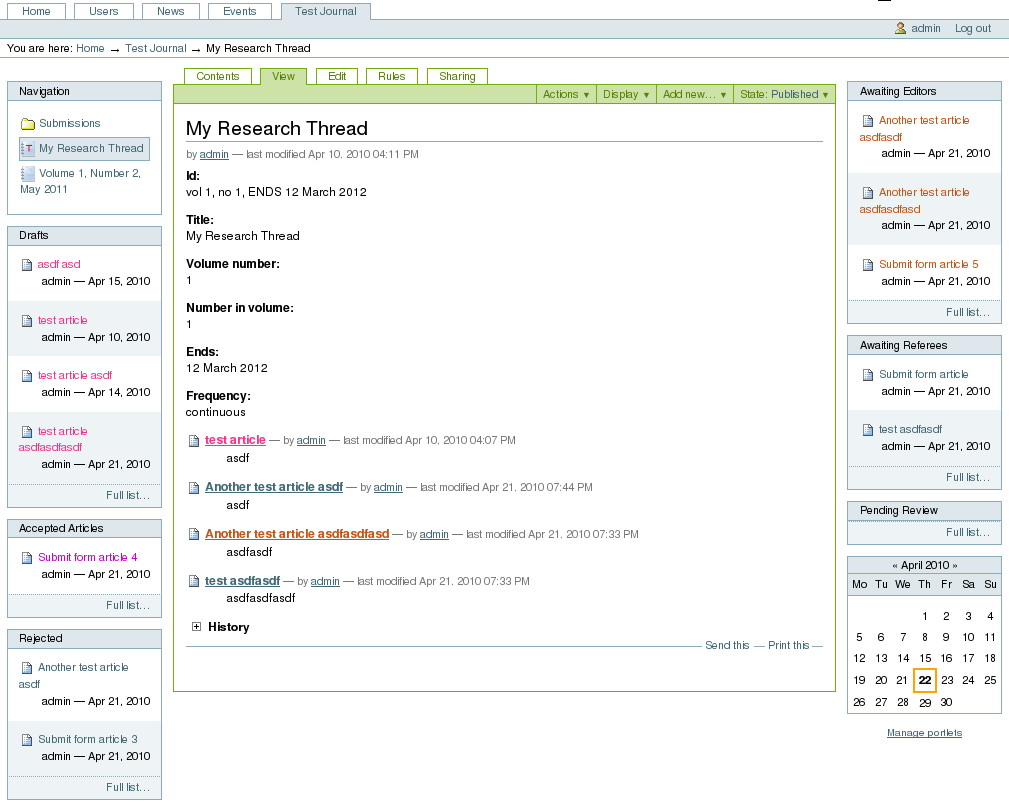 Home Users News Events Test Journal
admin Log out
You are here: Home → Test Journal → My Research Thread
Navigation
Submissions
My Research Thread
Volume 1, Number 2,
May 2011
Drafts
asdf asd
admin — Apr 15, 2010
test article
admin — Apr 10, 2010
test article asdf
admin — Apr 14, 2010
test article
asdfasdfasdf
admin — Apr 21, 2010
Full list…
Accepted Articles
Submit form article 4
admin — Apr 21, 2010
Full list…
Rejected
Another test article
asdf
admin — Apr 21, 2010
Submit form article 3
admin — Apr 21, 2010
Full list…
Contents View Edit Rules Sharing
Actions ▼ Display ▼ Add new… ▼ State: Published ▼
My Research Thread
by admin — last modified Apr 10, 2010 04:11 PM
Id:
vol 1, no 1, ENDS 12 March 2012
Title:
My Research Thread
Volume number:
1
Number in volume:
1
Ends:
12 March 2012
Frequency:
continuous
test article — by admin — last modified Apr 10, 2010 04:07 PM
asdf
Another test article asdf — by admin — last modified Apr 21, 2010 07:44 PM
asdf
Another test article asdfasdfasd — by admin — last modified Apr 21, 2010 07:33 PM
asdfasdf
test asdfasdf — by admin — last modified Apr 21, 2010 07:33 PM
asdfasdfasdf
History
Send this — Print this —
Awaiting Editors
Another test article
asdfasdf
admin — Apr 21, 2010
Another test article
asdfasdfasd
admin — Apr 21, 2010
Submit form article 5
admin — Apr 21, 2010
Full list…
Awaiting Referees
Submit form article
admin — Apr 21, 2010
test asdfasdf
admin — Apr 21, 2010
Full list…
Pending Review
Full list…
« April 2010 »
Mo Tu We Th Fr Sa Su
1 2 3 4
5 6 7 8 9 10 11
12 13 14 15 16 17 18
19 20 21 22 23 24 25
26 27 28 29 30
Manage portlets